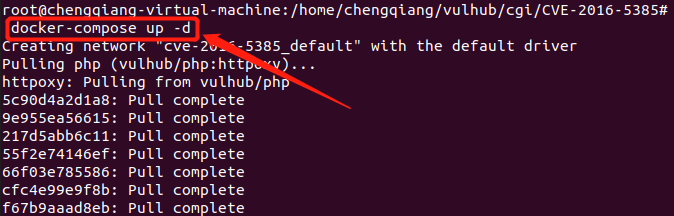 root@chengqiang-virtual-machine:/home/chengqiang/vulhub/cgi/CVE-2016-5385#
docker-compose up -d
Creating network "cve-2016-5385_default" with the default driver
Pulling php (vulhub/php:httpoxy)...
httpoxy: Pulling from vulhub/php
5c90d4a2d1a8: Pull complete
9e955ea56615: Pull complete
217d5abb6c11: Pull complete
55f2e74146ef: Pull complete
66f03e785586: Pull complete
cfc4e99e9f8b: Pull complete
f67b9aaad8eb: Pull complete